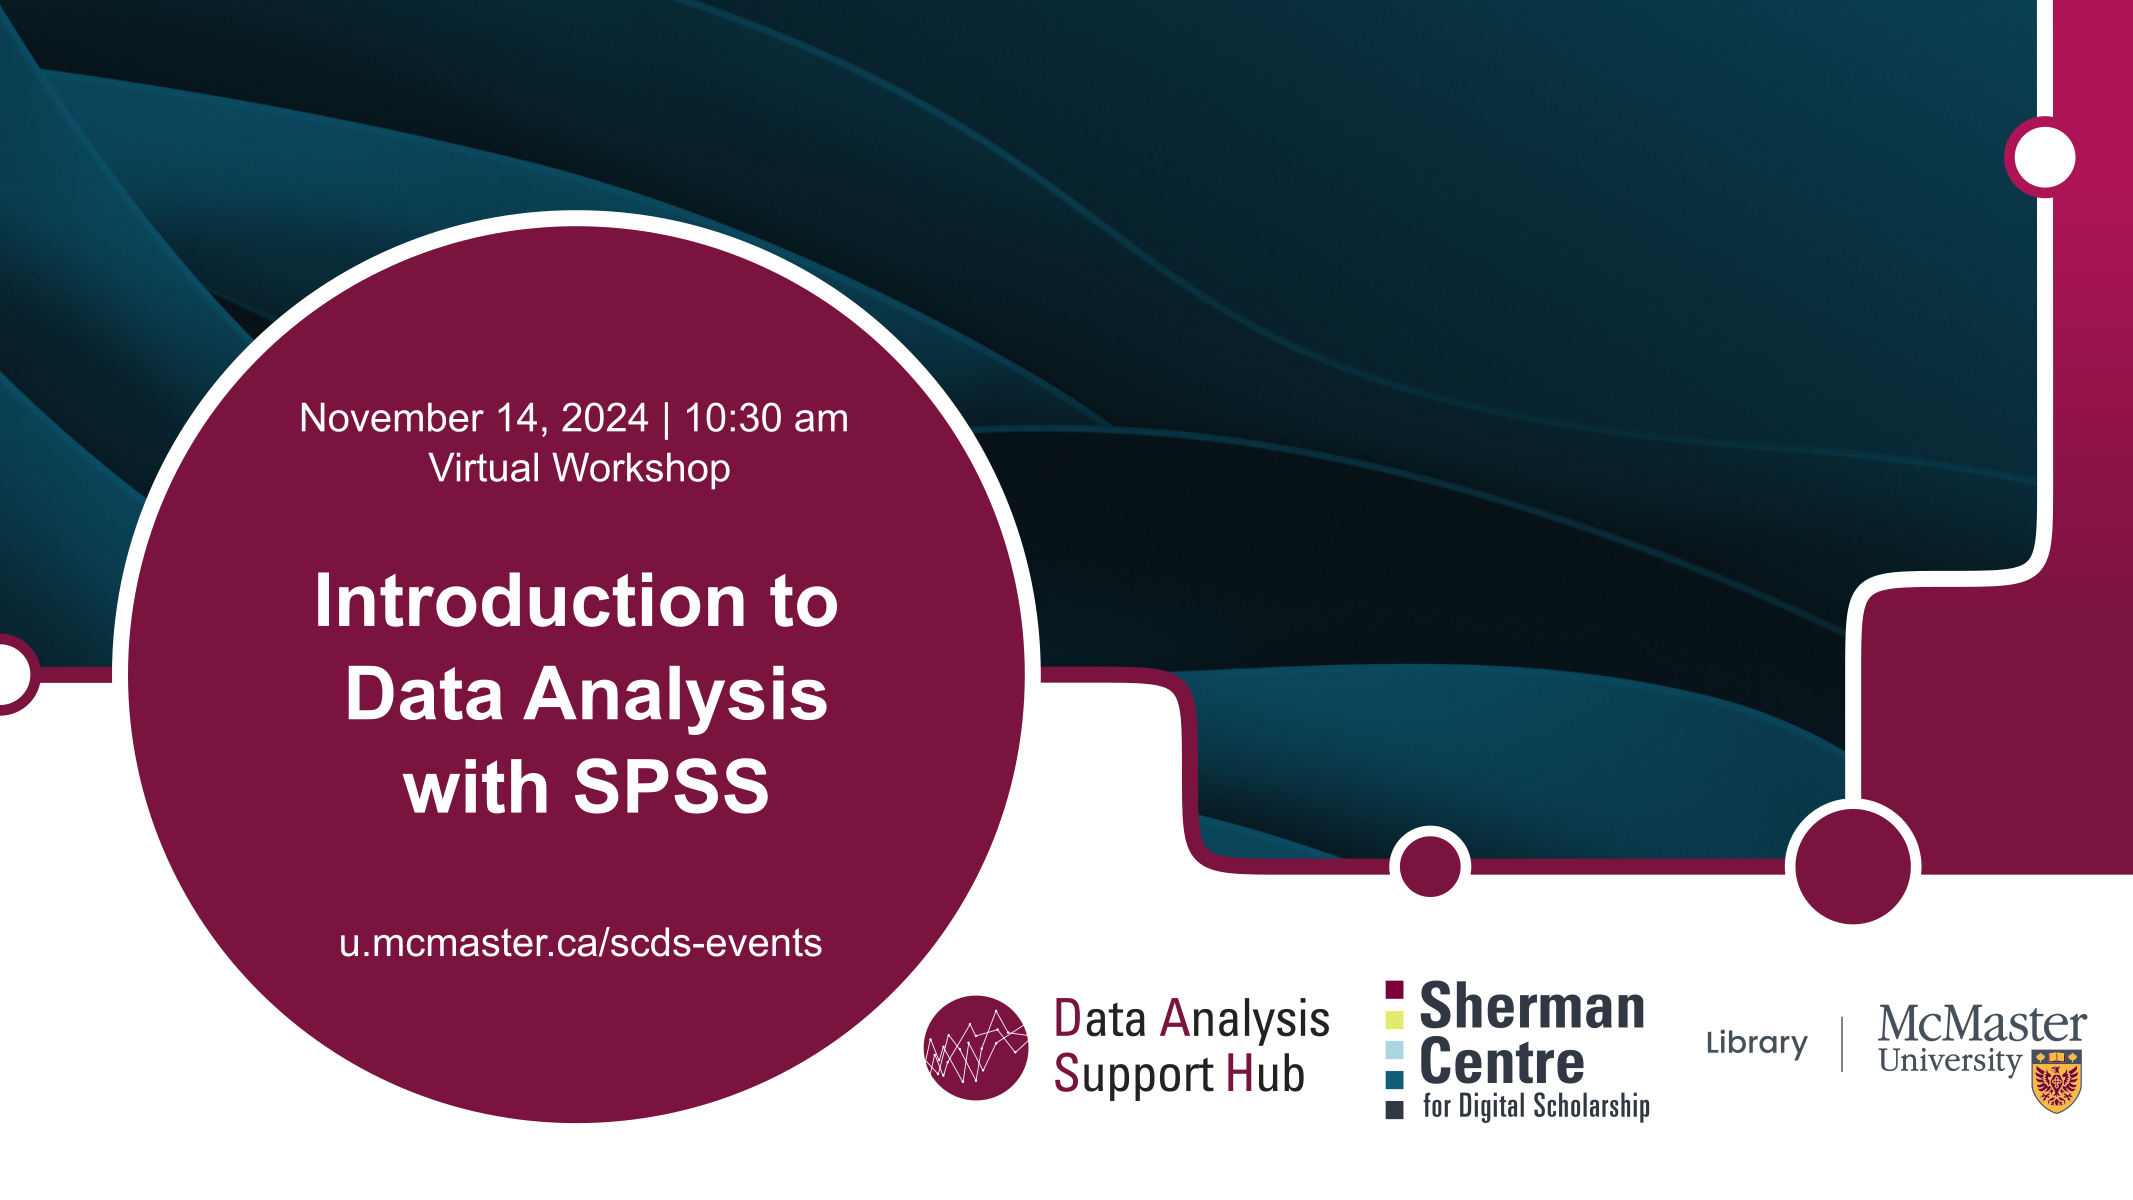 November 14, 2024 | 10:30 am
Virtual Workshop
Introduction to
Data Analysis
with SPSS
u.mcmaster.ca/scds-events
Data Analysis
Support Hub
Sherman
Centre
for Digital Scholarship
Library
McMaster
University